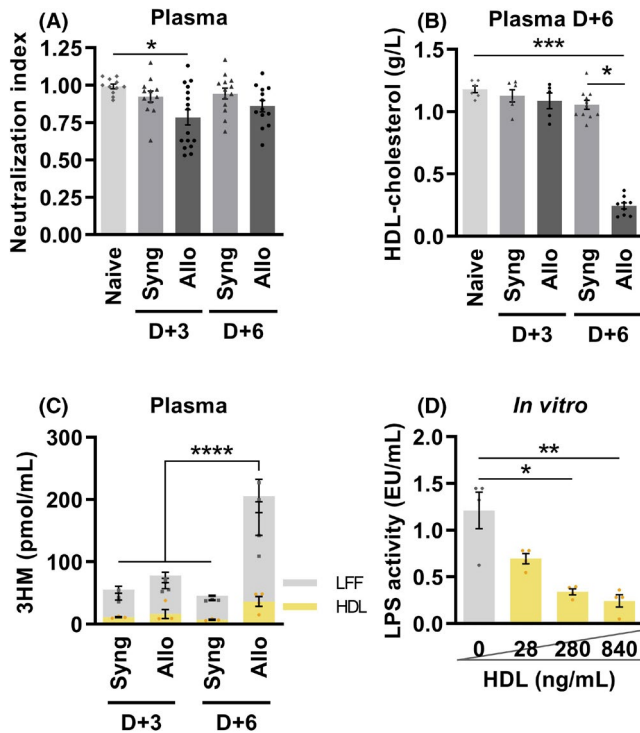 (A) Plasma
*
Neutralization index
1.25
1.00
0.75
0.50
0.25
0.00
Naive
Syng
Allo
Syng
Allo
D+3
D+6
(B) Plasma D+6
***
*
HDL-cholesterol (g/L)
1.5
1.0
0.5
0.0
Naive
Syng
Allo
Syng
Allo
D+3
D+6
(C) Plasma
****
3HM (pmol/mL)
300
200
100
0
LFF
HDL
Syng
Allo
Syng
Allo
D+3
D+6
(D) In vitro
**
*
LPS activity (EU/mL)
2.0
1.5
1.0
0.5
0.0
0 28 280 840
HDL (ng/mL)